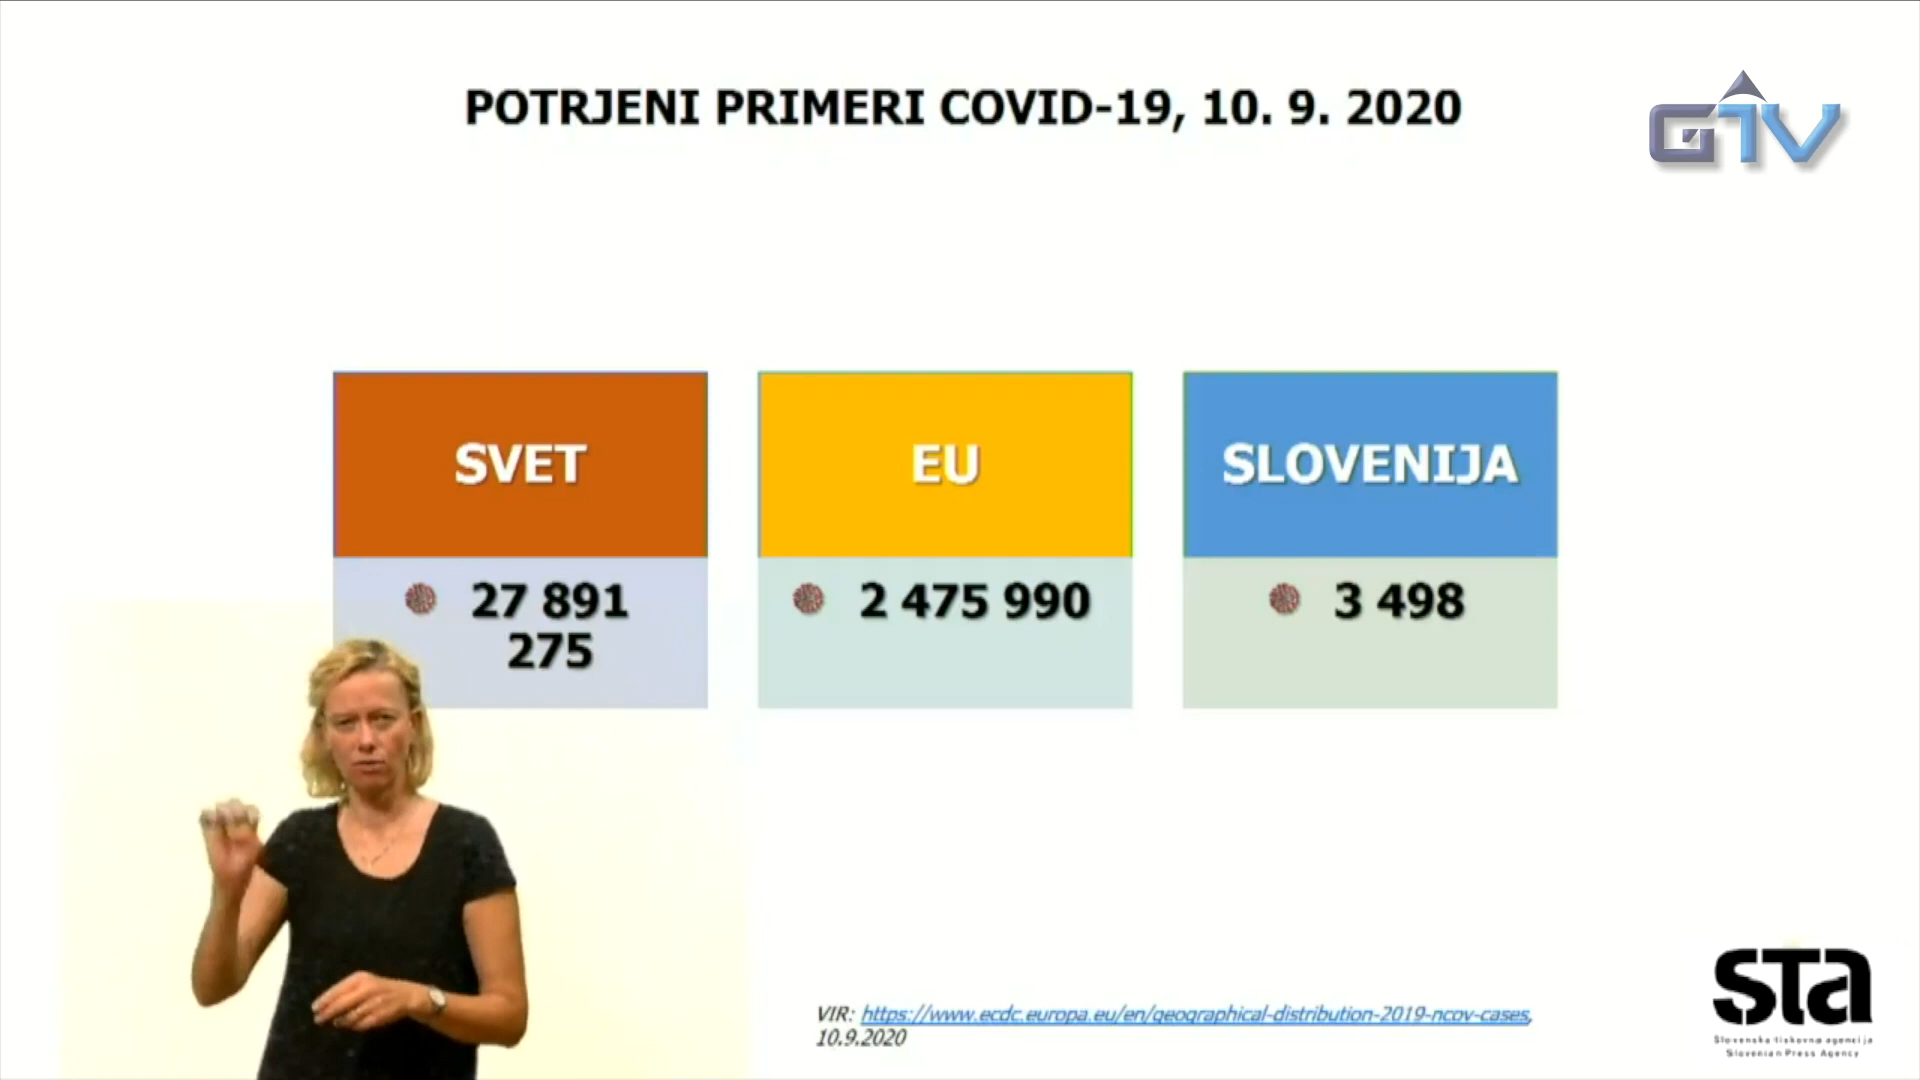 POTRJENI PRIMERI COVID-19, 10. 9. 2020
GTV
SVET
EU
SLOVENIJA
27 891
275
2 475 990
3 498
VIR: https://www.ecdc.europa.eu/en/geographical-distribution-2019-ncov-cases,
10.9.2020
sta
Slovenska tiskovna agencija
Slovenian Press Agency